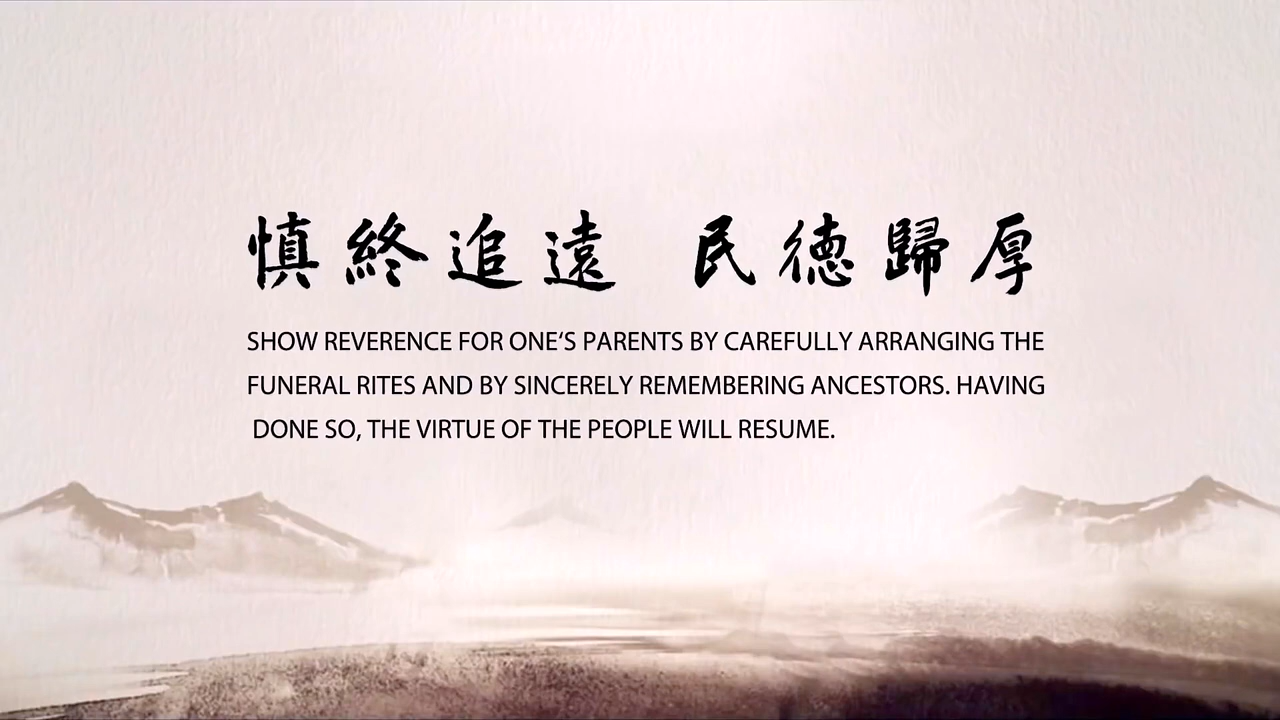 慎終追遠 民德歸厚
SHOW REVERENCE FOR ONE‘S PARENTS BY CAREFULLY ARRANGING THE
FUNERAL RITES AND BY SINCERELY REMEMBERING ANCESTORS. HAVING
DONE SO, THE VIRTUE OF THE PEOPLE WILL RESUME.